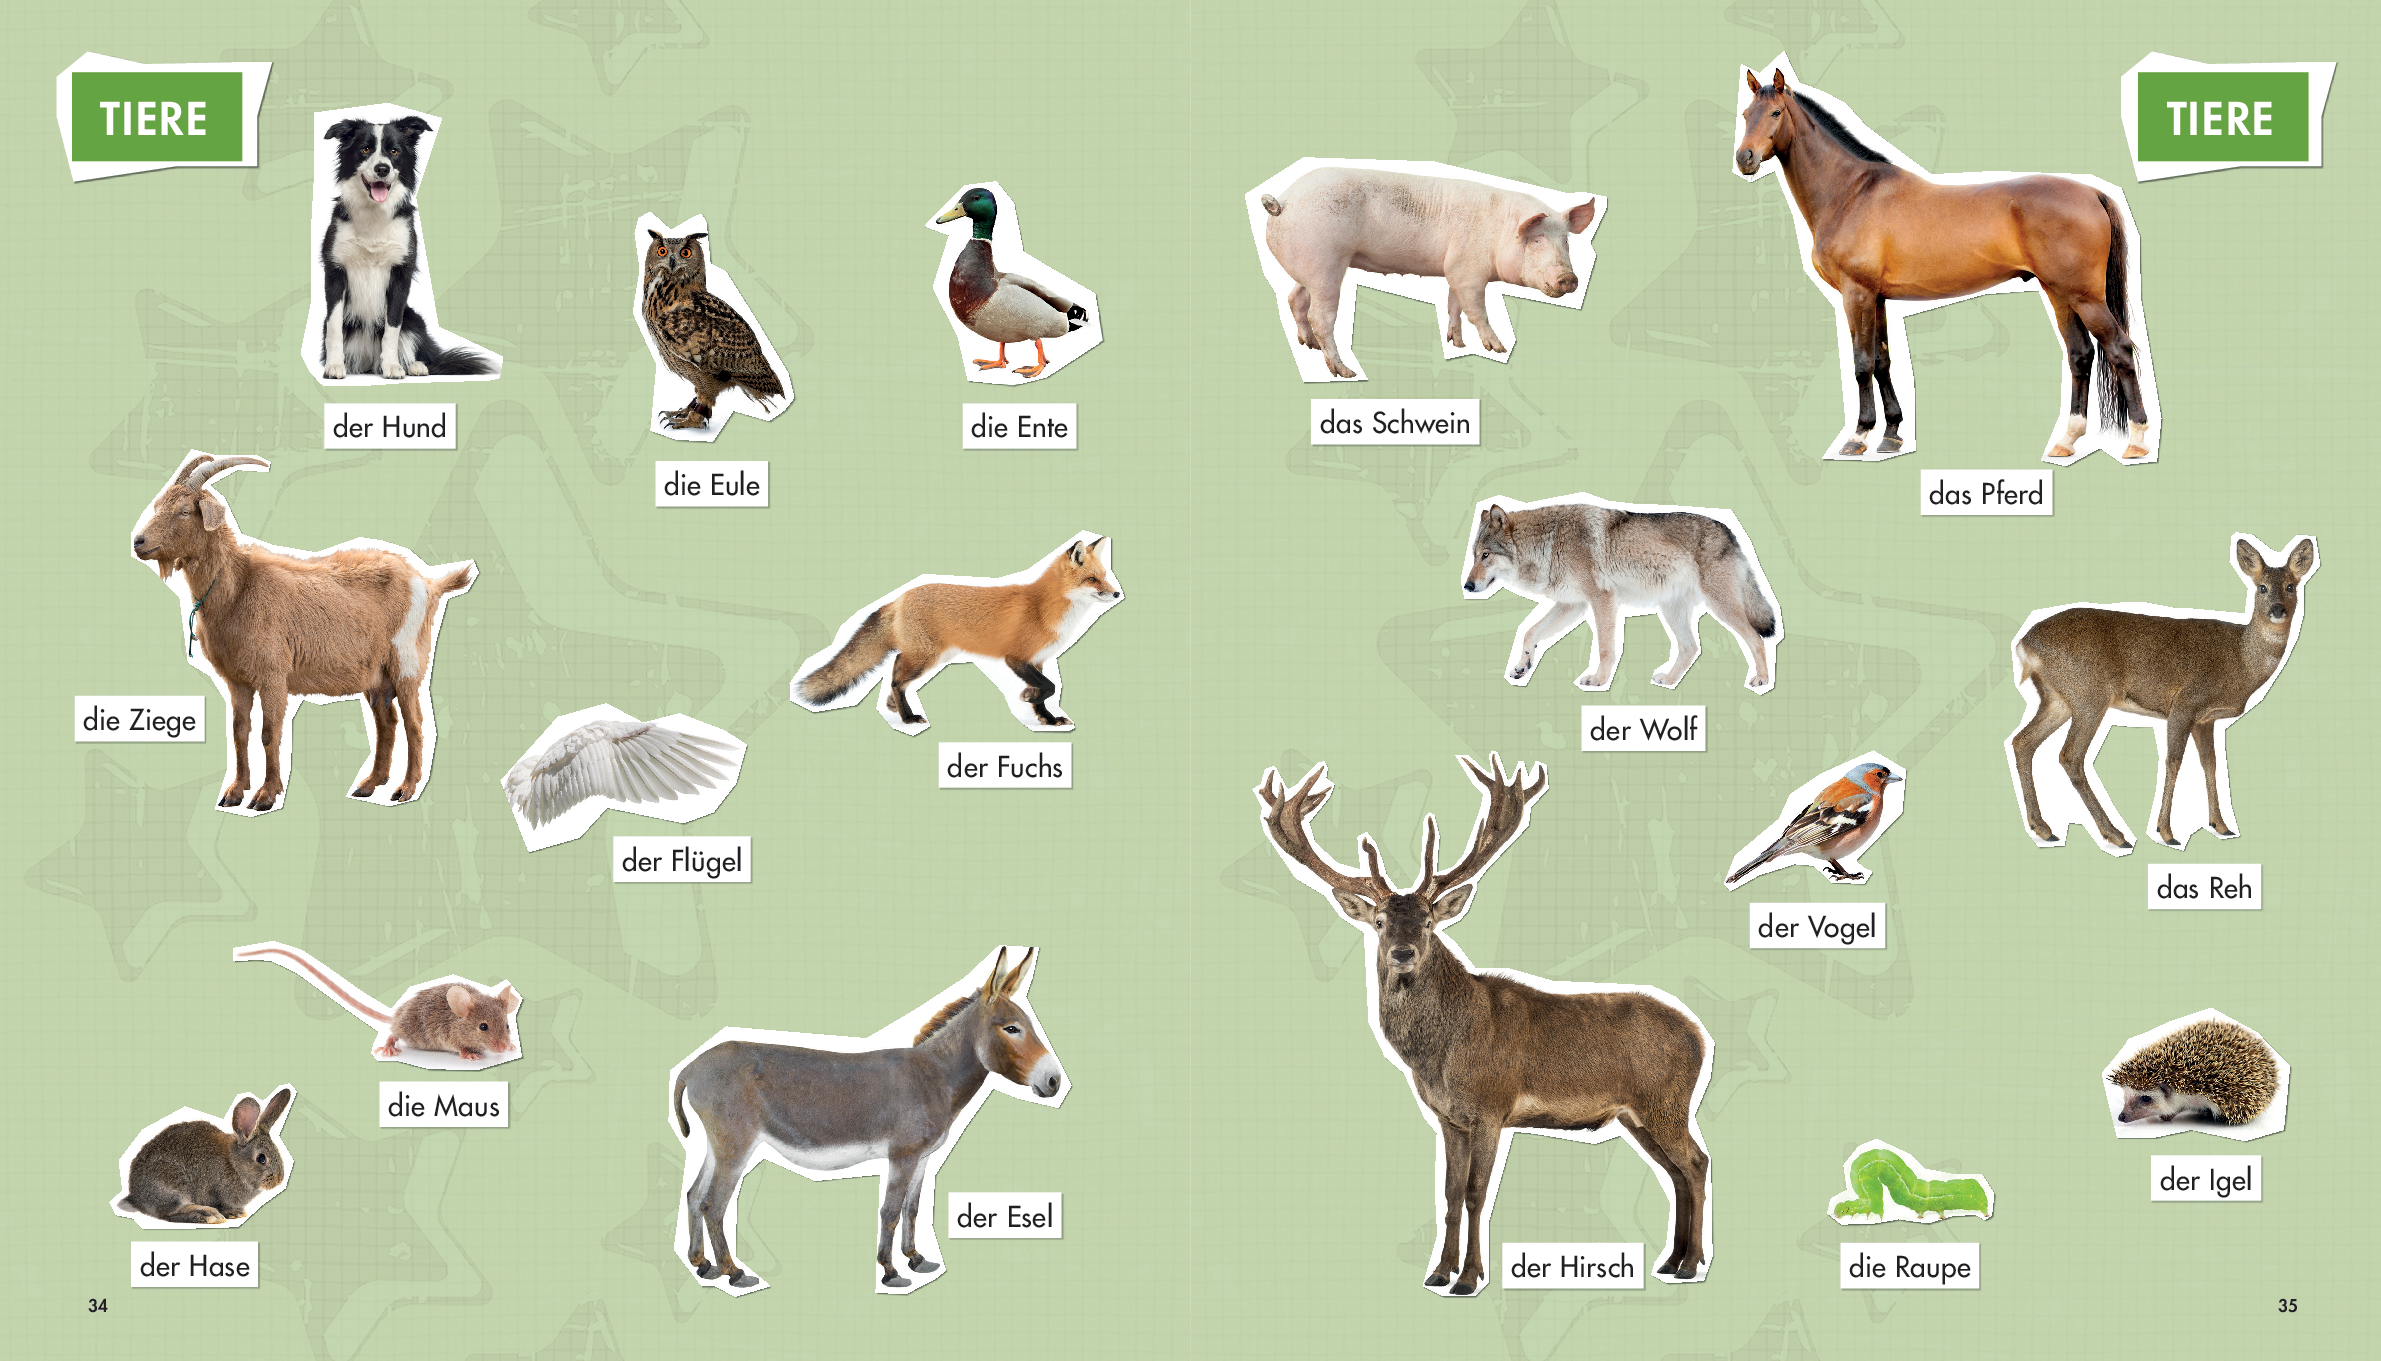 TIERE
der Hund
die Eule
die Ente
die Ziege
der Fuchs
der Flügel
die Maus
der Hase
der Esel
34
TIERE
das Schwein
das Pferd
der Wolf
das Reh
der Vogel
der Igel
der Hirsch
die Raupe
35